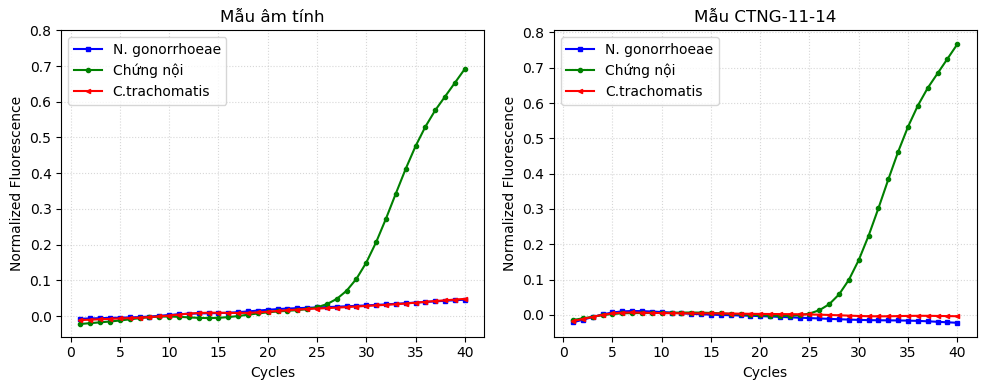 Mẫu âm tính
Normalized Fluorescence
0.8
0.7
0.6
0.5
0.4
0.3
0.2
0.1
0.0
N. gonorrhoeae
Chứng nội
C.trachomatis
0 5 10 15 20 25 30 35 40
Cycles
Mẫu CTNG-11-14
Normalized Fluorescence
0.8
0.7
0.6
0.5
0.4
0.3
0.2
0.1
0.0
N. gonorrhoeae
Chứng nội
C.trachomatis
0 5 10 15 20 25 30 35 40
Cycles